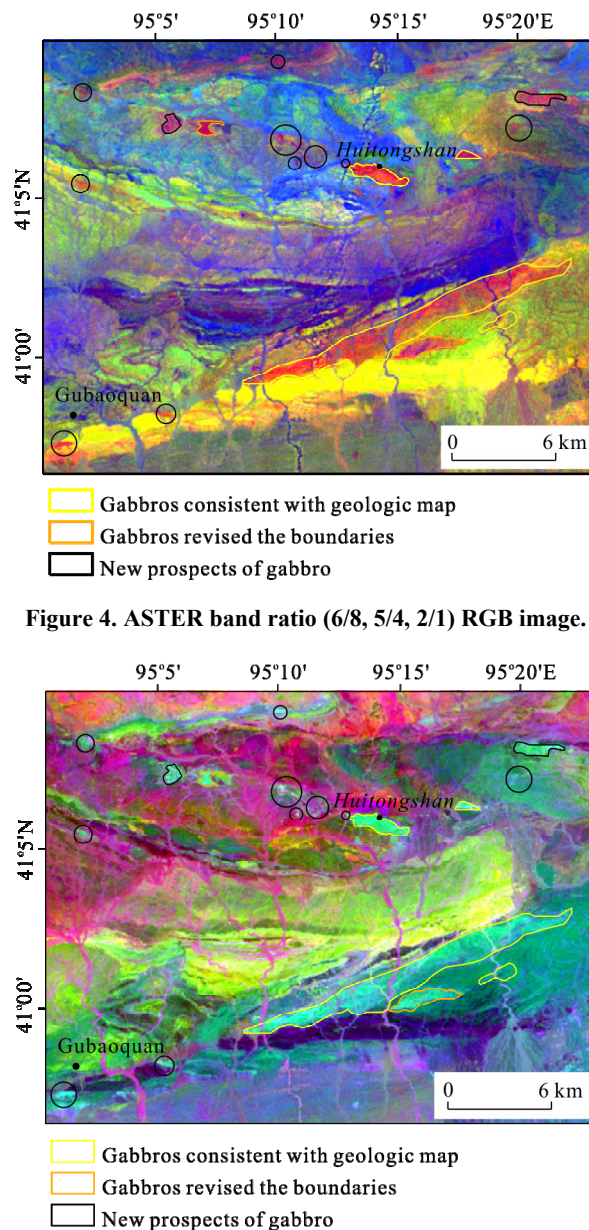 95°5' 95°10' 95°15' 95°20'E
Huitongshan
41°5'N
41°00'
Gubaoquan
0 6 km
Gabbros consistent with geologic map
Gabbros revised the boundaries
New prospects of gabbro
Figure 4. ASTER band ratio (6/8, 5/4, 2/1) RGB image.
95°5' 95°10' 95°15' 95°20'E
Huitongshan
41°5'N
41°00'
Gubaoquan
0 6 km
Gabbros consistent with geologic map
Gabbros revised the boundaries
New prospects of gabbro